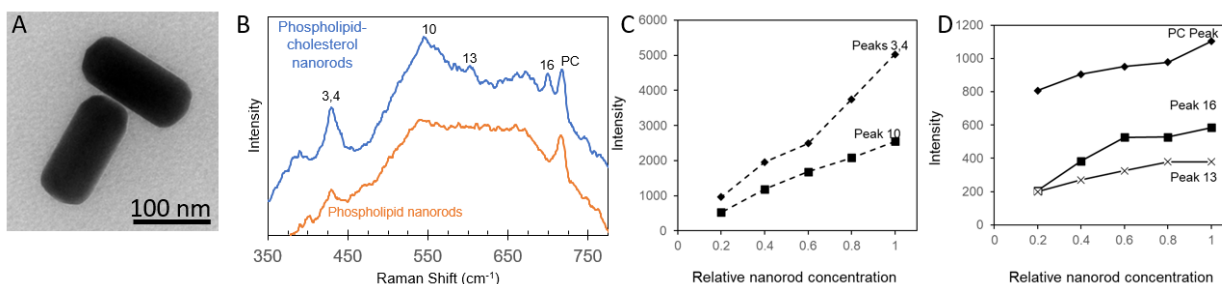 A
100 nm
B
Phospholipid-
cholesterol
nanorods
3,4
10
13
16
PC
Phospholipid nanorods
Intensity
350
450
550
650
750
Raman Shift (cm-1)
C
6000
5000
4000
3000
2000
1000
0
Peaks 3,4
Peak 10
Intensity
0
0.2
0.4
0.6
0.8
1
Relative nanorod concentration
D
1200
1000
800
600
400
200
0
PC Peak
Peak 16
Peak 13
Intensity
0
0.2
0.4
0.6
0.8
1
Relative nanorod concentration